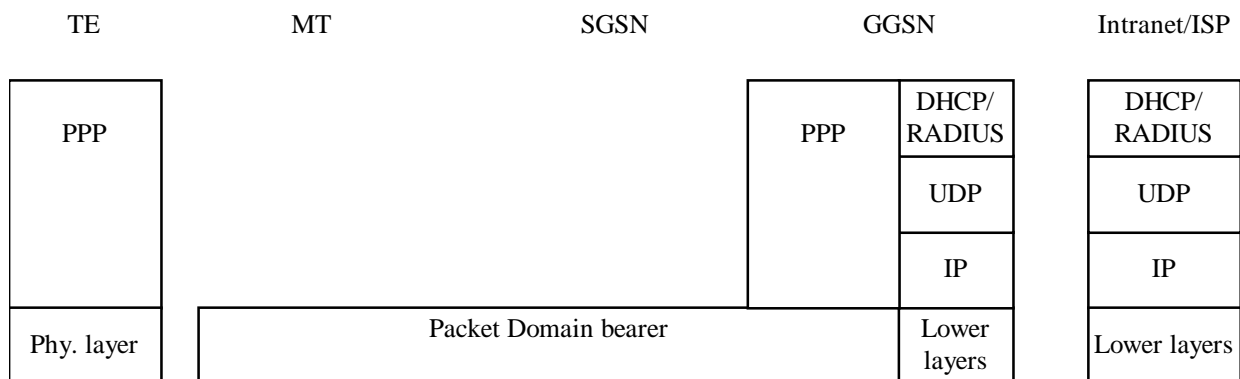 TE MT SGSN GGSN Intranet/ISP
PPP
PPP
DHCP/
RADIUS
UDP
IP
DHCP/
RADIUS
UDP
IP
Phy. layer
Packet Domain bearer
Lower
layers
Lower layers